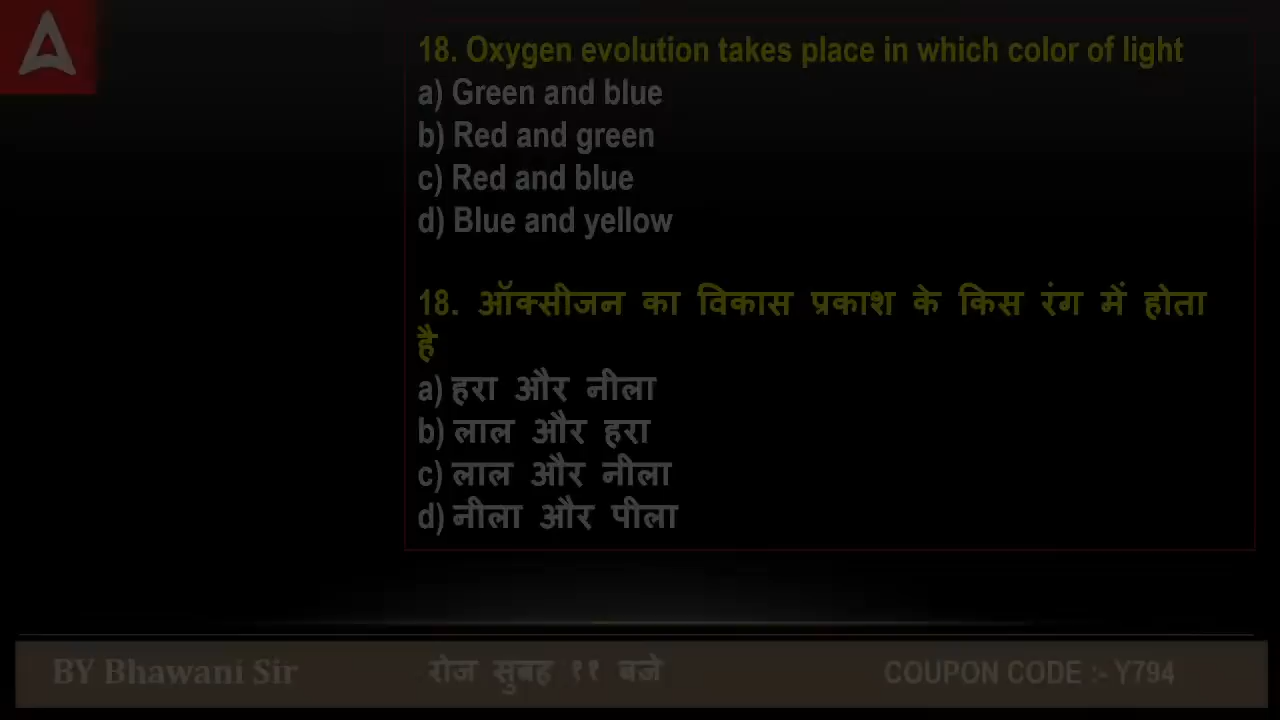 18. Oxygen evolution takes place in which color of light
a) Green and blue
b) Red and green
c) Red and blue
d) Blue and yellow
18. ऑक्सीजन का विकास प्रकाश के किस रंग में होता
है
a) हरा और नीला
b) लाल और हरा
c) लाल और नीला
d) नीला और पीला
BY Bhawani Sir रोज सुबह ११ बजे COUPON CODE :- Y794